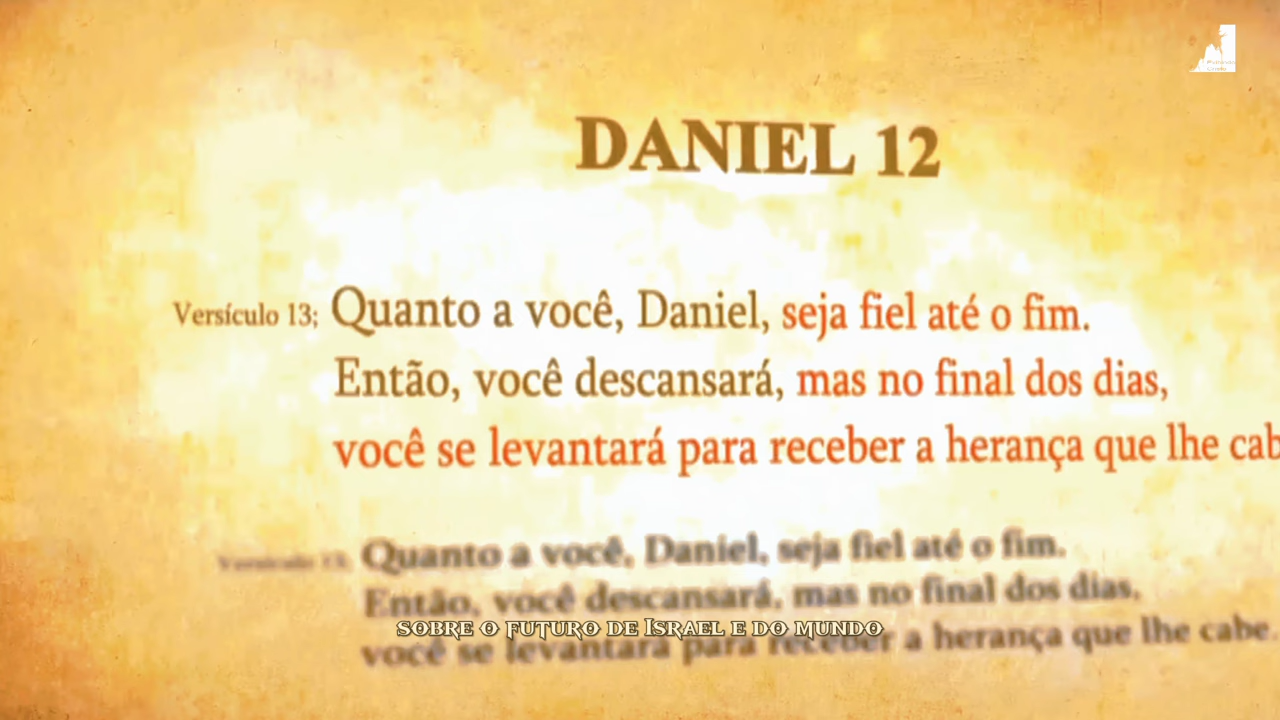 DANIEL 12
Versículo 13; Quanto a você, Daniel, seja fiel até o fim.
Então, você descansará, mas no final dos dias,
você se levantará para receber a herança que lhe cab
Versículo 13; Quanto a você, Daniel, seja fiel até o fim.
Então, você descansará, mas no final dos dias,
SOBRE O FUTURO DE ISRAEL E DO MUNDO
você se levantará para receber a herança que lhe cabe.